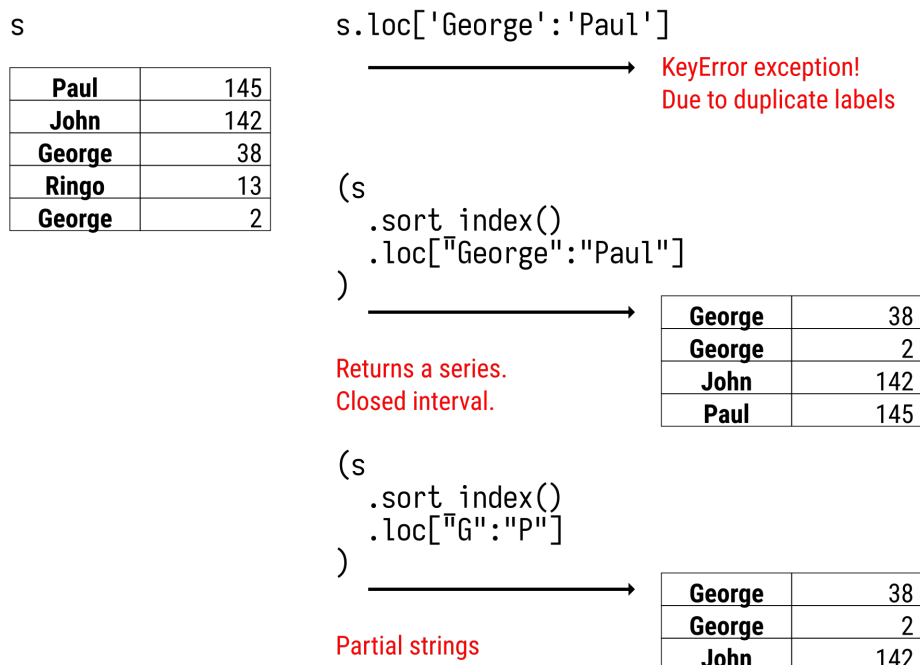 s
Paul 145
John 142
George 38
Ringo 13
George 2
s.loc['George':'Paul']
KeyError exception!
Due to duplicate labels
(s
.sort_index()
.loc["George":"Paul"]
)
Returns a series.
Closed interval.
George 38
George 2
John 142
Paul 145
(s
.sort_index()
.loc["G":"P"]
)
Partial strings
George 38
George 2
John 142